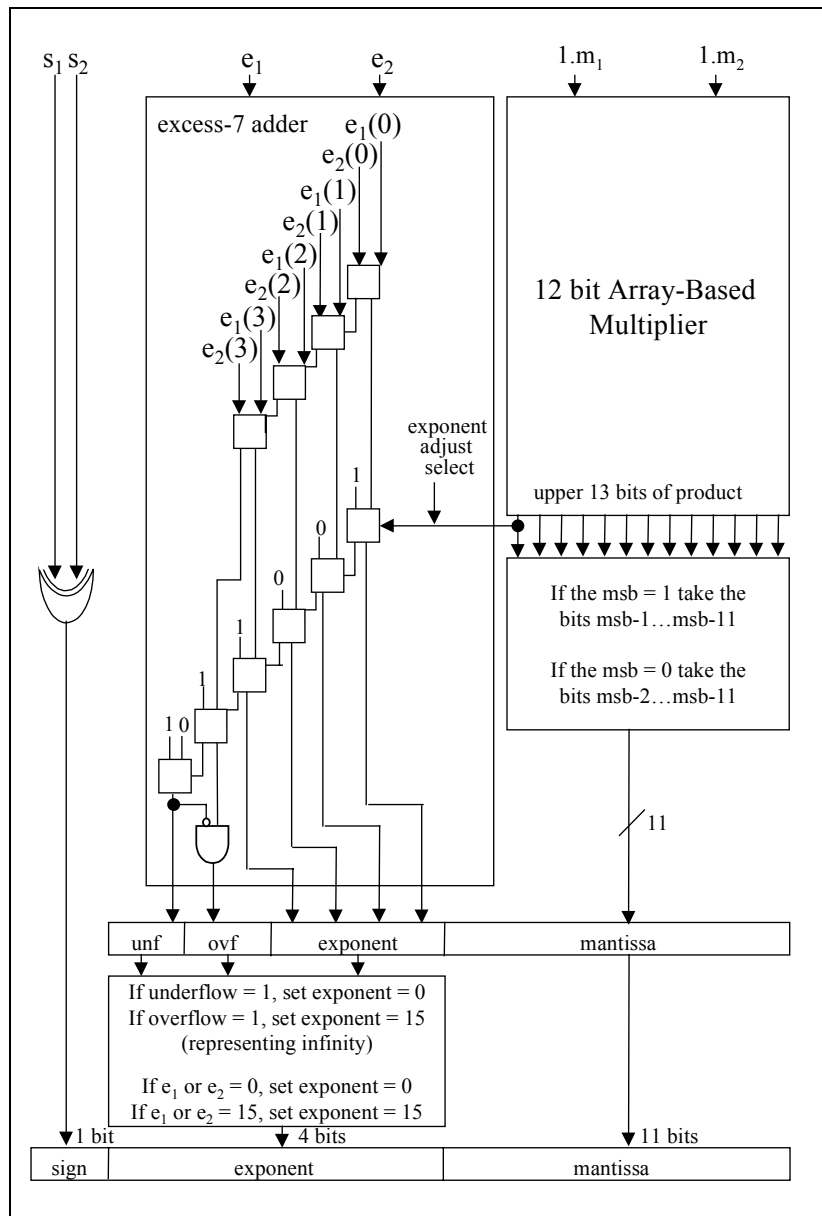 s₁ s₂
e₁
e₂
1.m₁
1.m₂
excess-7 adder
e₁(0)
e₂(0)
e₁(1)
e₂(1)
e₁(2)
e₂(2)
e₁(3)
e₂(3)
12 bit Array-Based
Multiplier
exponent
adjust
select
upper 13 bits of product
1
0
0
1
1
1 0
If the msb = 1 take the
bits msb-1…msb-11
If the msb = 0 take the
bits msb-2…msb-11
11
unf
ovf
exponent
mantissa
If underflow = 1, set exponent = 0
If overflow = 1, set exponent = 15
(representing infinity)
If e₁ or e₂ = 0, set exponent = 0
If e₁ or e₂ = 15, set exponent = 15
1 bit
4 bits
11 bits
sign
exponent
mantissa